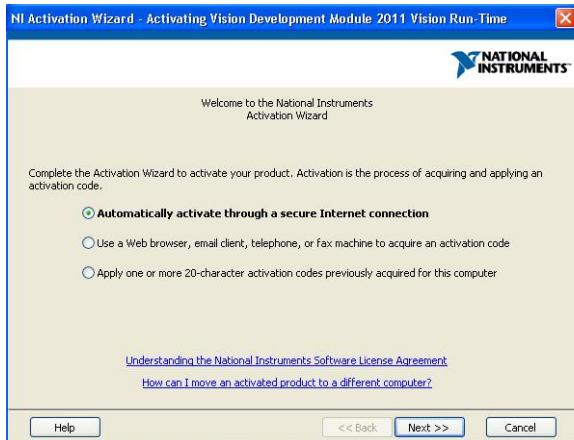 NI Activation Wizard - Activating Vision Development Module 2011 Vision Run-Time
NATIONAL
INSTRUMENTS™
Welcome to the National Instruments
Activation Wizard
Complete the Activation Wizard to activate your product. Activation is the process of acquiring and applying an
activation code.
Automatically activate through a secure Internet connection
Use a Web browser, email client, telephone, or fax machine to acquire an activation code
Apply one or more 20-character activation codes previously acquired for this computer
Understanding the National Instruments Software License Agreement
How can I move an activated product to a different computer?
Help
<< Back
Next >>
Cancel